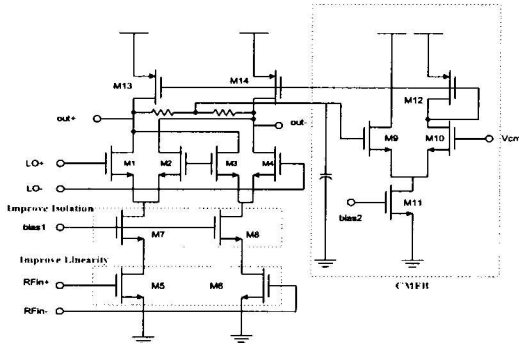 M13
M14
M12
out+
out-
M9
M10
Vcm
LO+
M1
M2
M3
M4
LO-
M11
Improve Isolation
bias1
M7
M8
bias2
Improve Linearity
RFin+
M5
M6
CMFB
RFin-